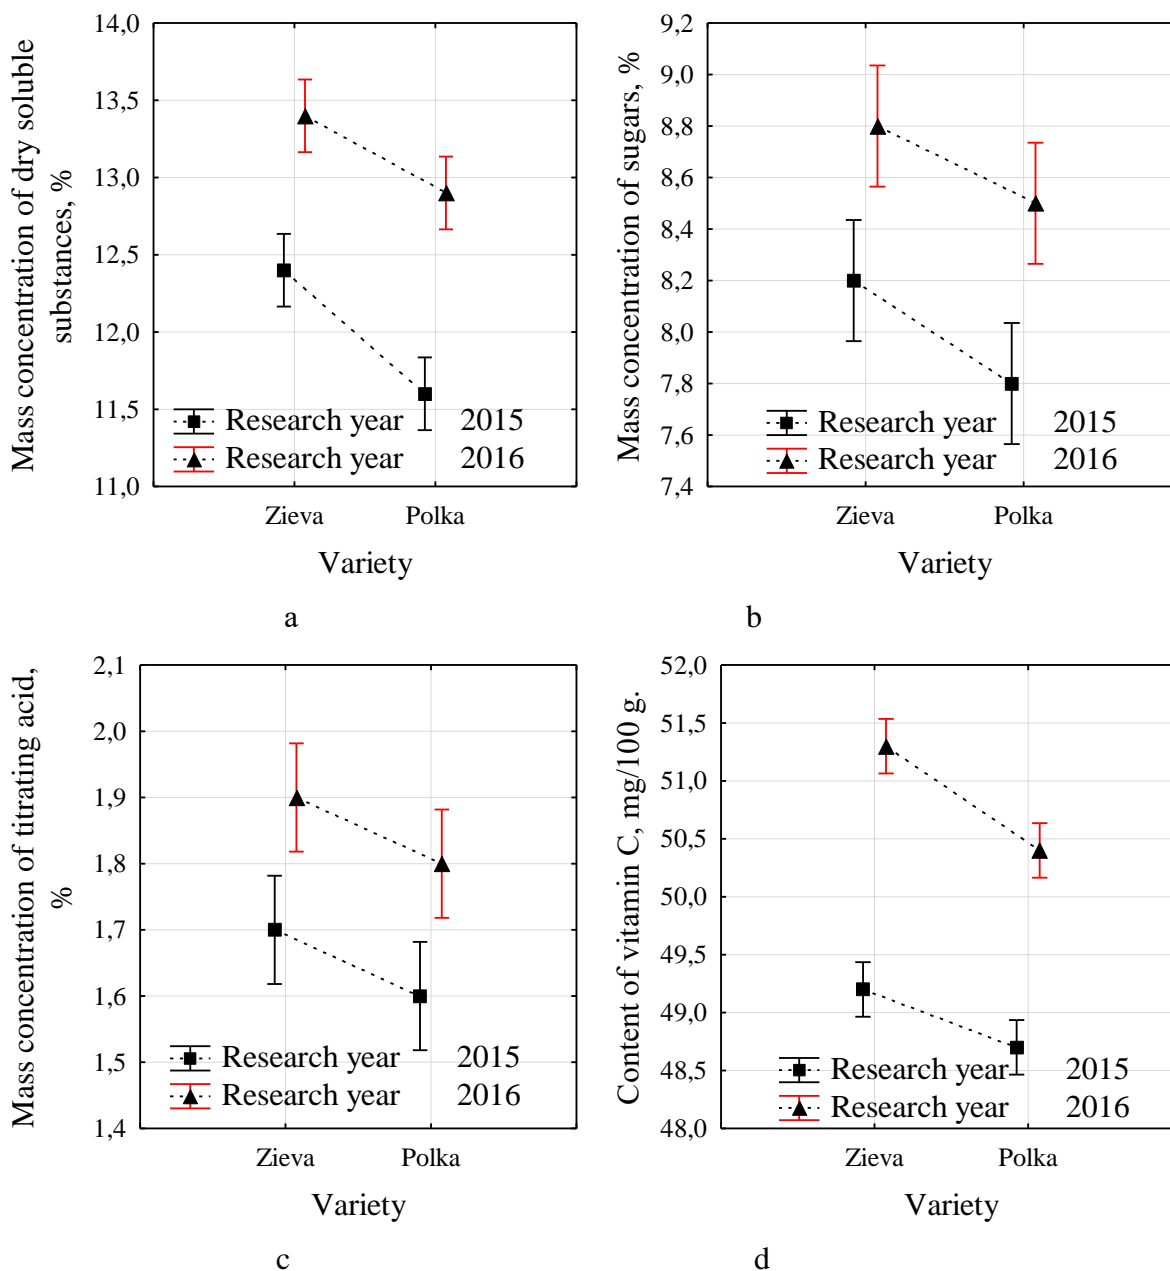 Mass concentration of dry soluble
substances, %
14,0
13,5
13,0
12,5
12,0
11,5
11,0
Research year 2015
Research year 2016
Zieva Polka
Variety
a
Mass concentration of sugars, %
9,2
9,0
8,8
8,6
8,4
8,2
8,0
7,8
7,6
7,4
Research year 2015
Research year 2016
Zieva Polka
Variety
b
Mass concentration of titrating acid,
%
2,1
2,0
1,9
1,8
1,7
1,6
1,5
1,4
Research year 2015
Research year 2016
Zieva Polka
Variety
c
Content of vitamin C, mg/100 g.
52,0
51,5
51,0
50,5
50,0
49,5
49,0
48,5
48,0
Research year 2015
Research year 2016
Zieva Polka
Variety
d